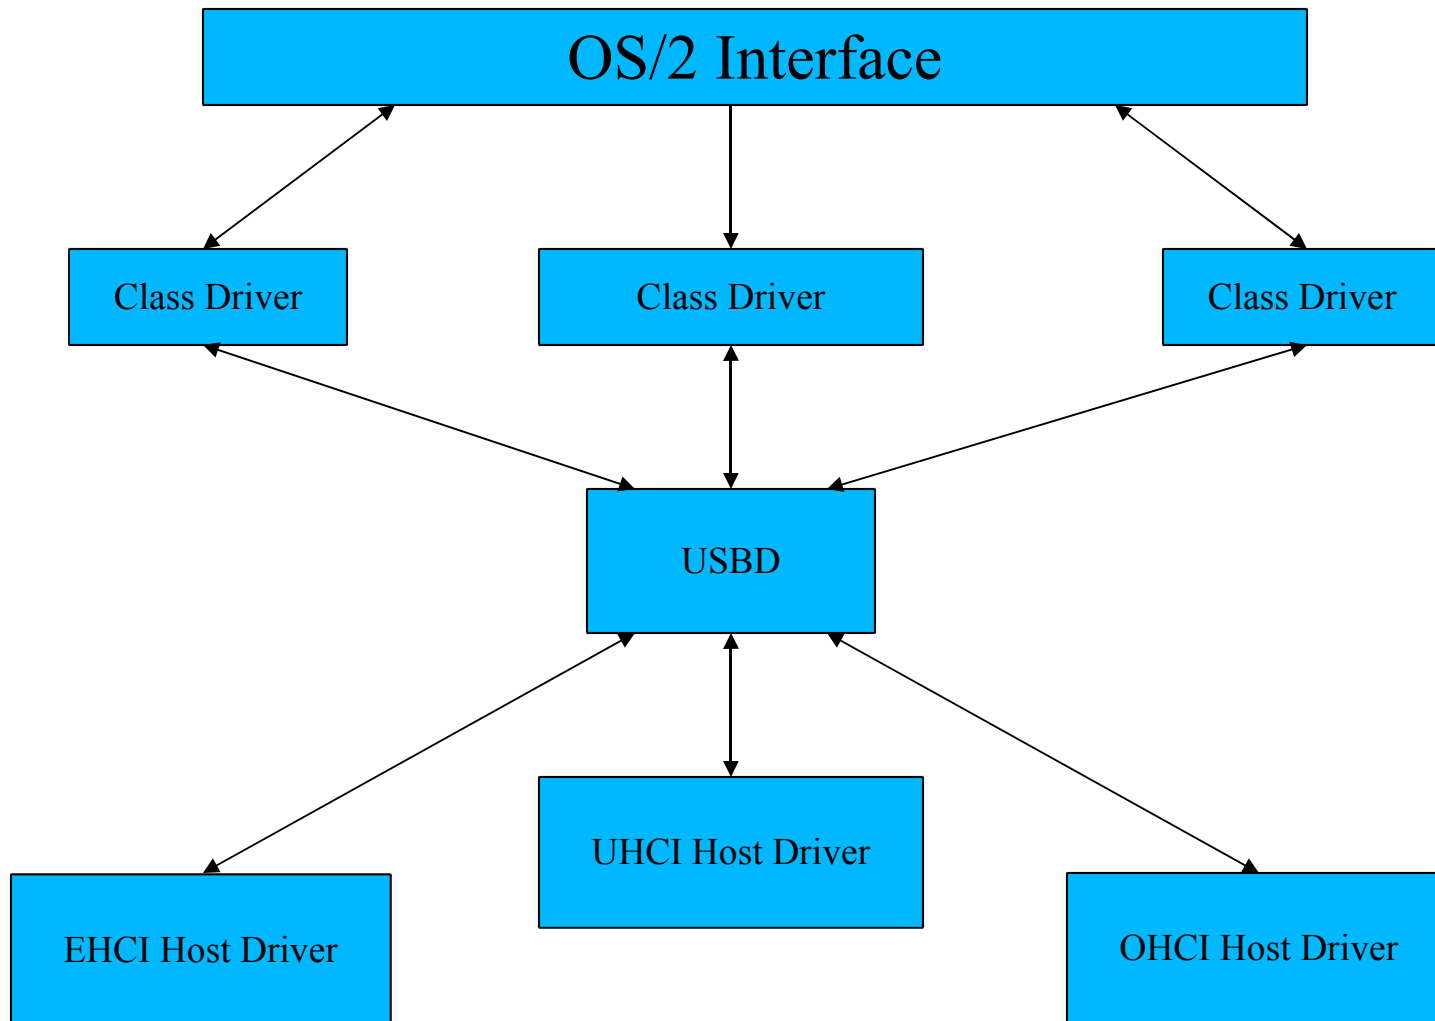 OS/2 Interface
Class Driver
Class Driver
Class Driver
USBD
UHCI Host Driver
EHCI Host Driver
OHCI Host Driver